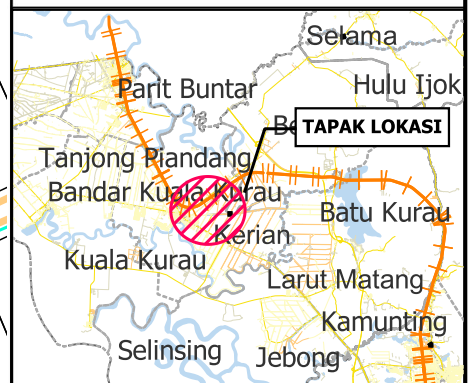 Selama
Hulu Ijok
Parit Buntar
TAPAK LOKASI
Tanjong Piandang
Bandar Kuala Kurau
Batu Kurau
Kerian
Kuala Kurau
Larut Matang
Kamunting
Selinsing
Jebong